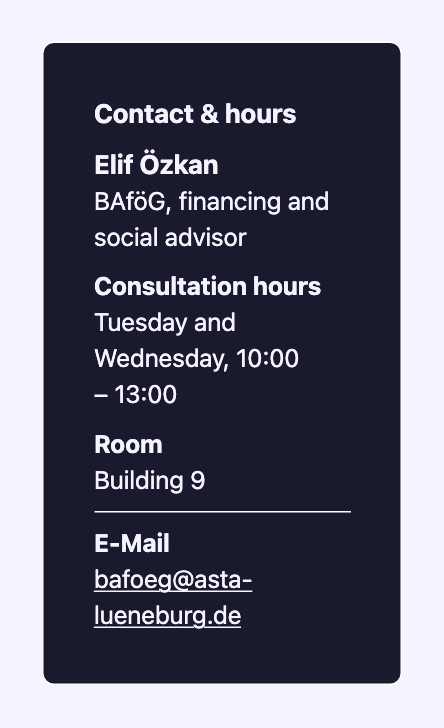 Contact & hours
Elif Özkan
BAföG, financing and
social advisor
Consultation hours
Tuesday and
Wednesday, 10:00
– 13:00
Room
Building 9
E-Mail
bafoeg@asta-
lueneburg.de